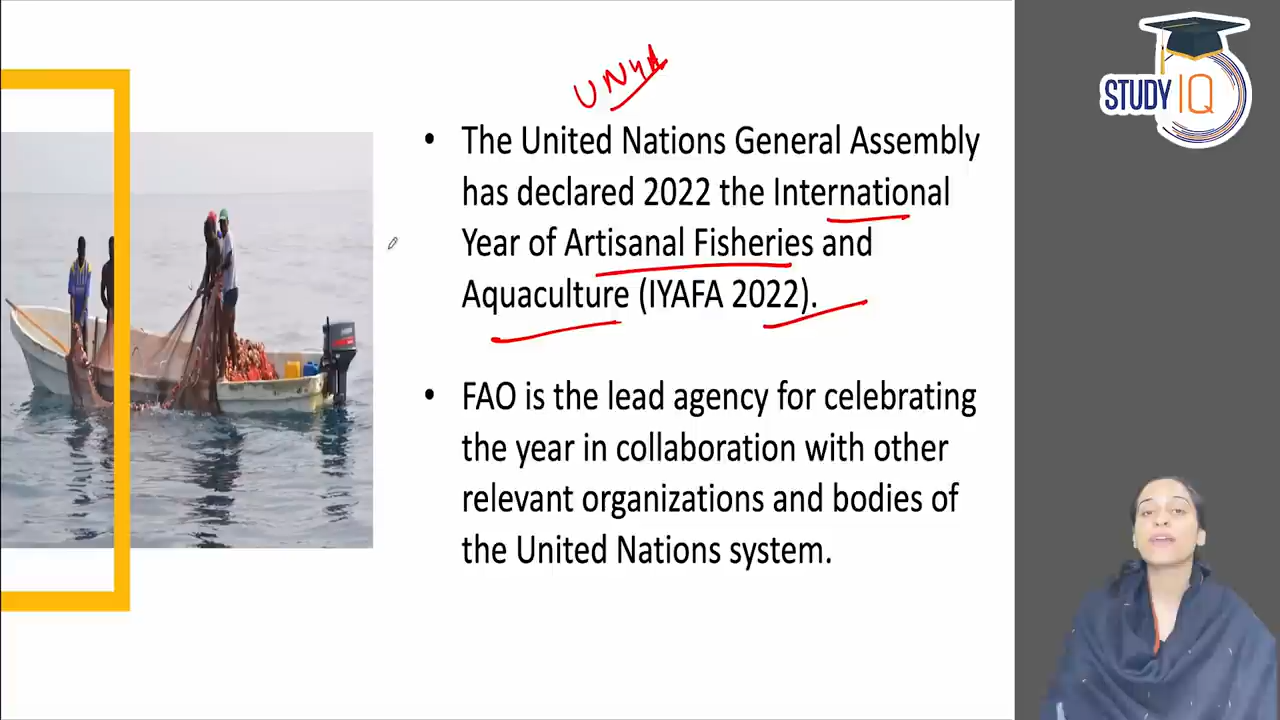 UNGA
• The United Nations General Assembly
has declared 2022 the International
Year of Artisanal Fisheries and
Aquaculture (IYAFA 2022).
• FAO is the lead agency for celebrating
the year in collaboration with other
relevant organizations and bodies of
the United Nations system.
STUDY IQ